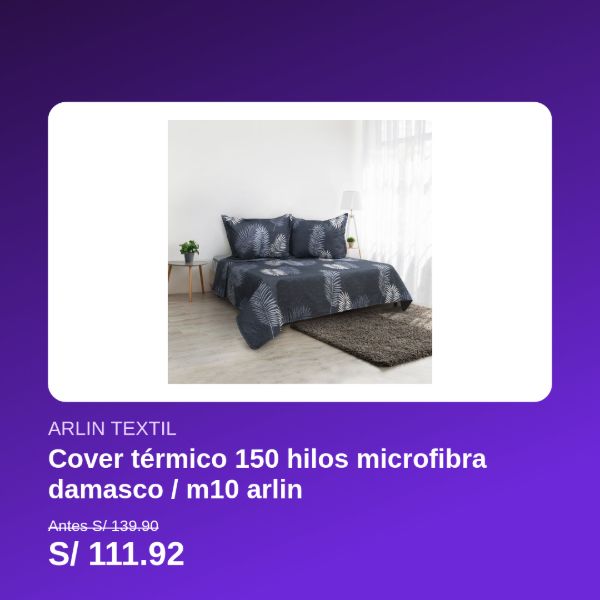 ARLIN TEXTIL
Cover térmico 150 hilos microfibra
damasco / m10 arlin
Antes S/ 139.90
S/ 111.92